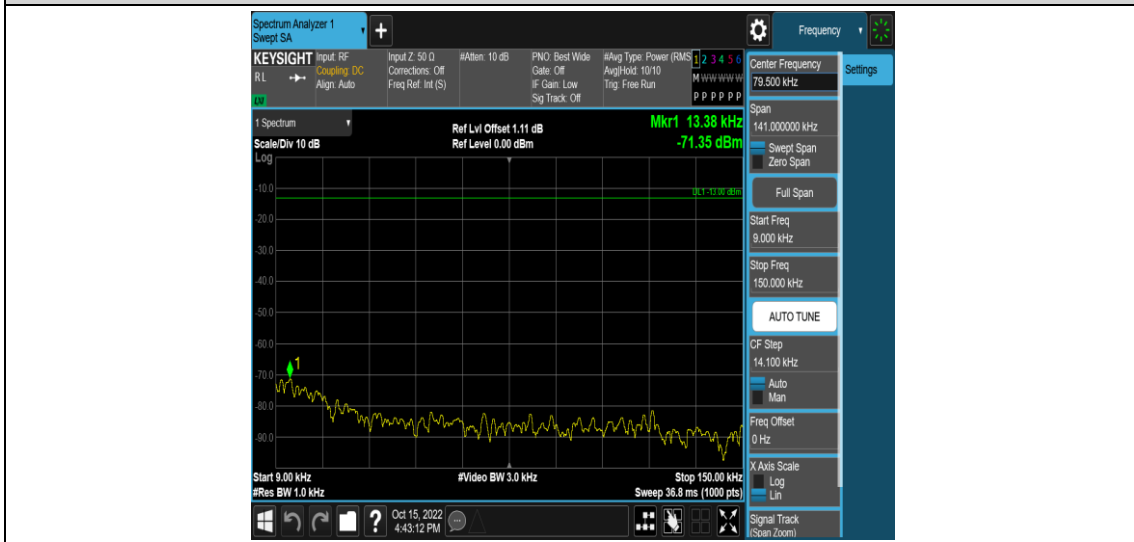 Spectrum Analyzer 1
Swept SA
+
Frequency
KEYSIGHT Input: RF Input Z: 50 Ω #Atten: 10 dB PNO: Best Wide #Avg Type: Power (RMS 1 2 3 4 5 6
RL Coupling: DC Corrections: Off Gate: Off Avg|Hold: 10/10 M W W W W W
Align: Auto Freq Ref: Int (S) IF Gain: Low Trig: Free Run
Sig Track: Off P P P P P P
Center Frequency
79.500 kHz
Settings
Span
141.000000 kHz
Swept Span
Zero Span
Full Span
Start Freq
9.000 kHz
Stop Freq
150.000 kHz
AUTO TUNE
CF Step
14.100 kHz
Auto
Man
Freq Offset
0 Hz
X Axis Scale
Log
Lin
Signal Track
(Span Zoom)
1 Spectrum Ref Lvl Offset 1.11 dB Mkr1 13.38 kHz
Scale/Div 10 dB Ref Level 0.00 dBm -71.35 dBm
Log
-10.0
DL1 -13.00 dBm
-20.0
-30.0
-40.0
-50.0
-60.0
1
-70.0
-80.0
-90.0
Start 9.00 kHz #Video BW 3.0 kHz Stop 150.00 kHz
#Res BW 1.0 kHz Sweep 36.8 ms (1000 pts)
? Oct 15, 2022
4:43:12 PM